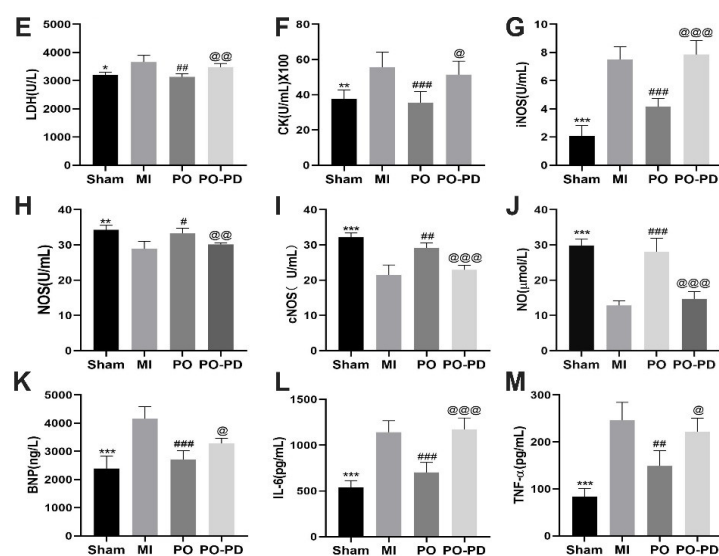 E
LDH(U/L)
5000
4000
3000
2000
1000
0
*
##
@@
Sham MI PO PO-PD
F
CK(U/mL)X100
80
60
40
20
0
**
###
@
Sham MI PO PO-PD
G
iNOS(U/mL)
10
8
6
4
2
0
***
###
@@@
Sham MI PO PO-PD
H
NOS(U/mL)
40
30
20
10
0
**
#
@@
Sham MI PO PO-PD
I
cNOS( U/mL)
40
30
20
10
0
***
##
@@@
Sham MI PO PO-PD
J
NO(μmol/L)
40
30
20
10
0
***
###
@@@
Sham MI PO PO-PD
K
BNP(ng/L)
5000
4000
3000
2000
1000
0
***
###
@
Sham MI PO PO-PD
L
IL-6(pg/mL)
1500
1000
500
0
***
###
@@@
Sham MI PO PO-PD
M
TNF-α(pg/mL)
300
200
100
0
***
##
@
Sham MI PO PO-PD